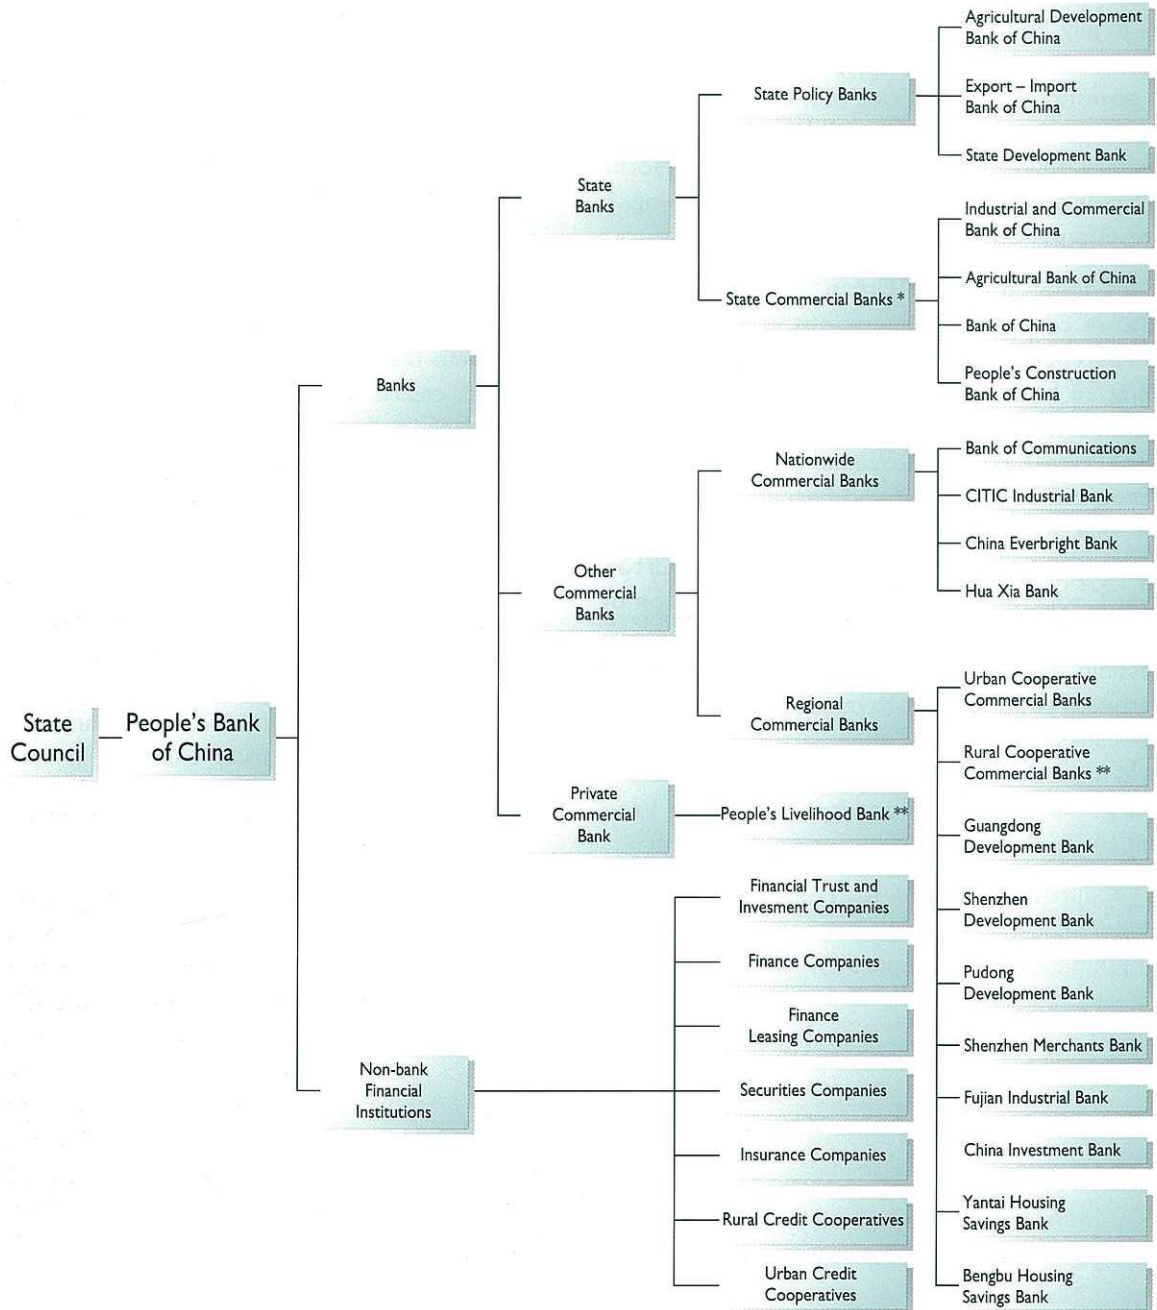 State
Council
People's Bank
of China
Banks
State
Banks
State Policy Banks
Agricultural Development
Bank of China
Export – Import
Bank of China
State Development Bank
State Commercial Banks *
Industrial and Commercial
Bank of China
Agricultural Bank of China
Bank of China
People's Construction
Bank of China
Other
Commercial
Banks
Nationwide
Commercial Banks
Bank of Communications
CITIC Industrial Bank
China Everbright Bank
Hua Xia Bank
Regional
Commercial Banks
Urban Cooperative
Commercial Banks
Rural Cooperative
Commercial Banks **
Guangdong
Development Bank
Shenzhen
Development Bank
Pudong
Development Bank
Shenzhen Merchants Bank
Fujian Industrial Bank
China Investment Bank
Yantai Housing
Savings Bank
Bengbu Housing
Savings Bank
Private
Commercial
Bank
People's Livelihood Bank **
Non-bank
Financial
Institutions
Financial Trust and
Invesment Companies
Finance Companies
Finance
Leasing Companies
Securities Companies
Insurance Companies
Rural Credit Cooperatives
Urban Credit
Cooperatives